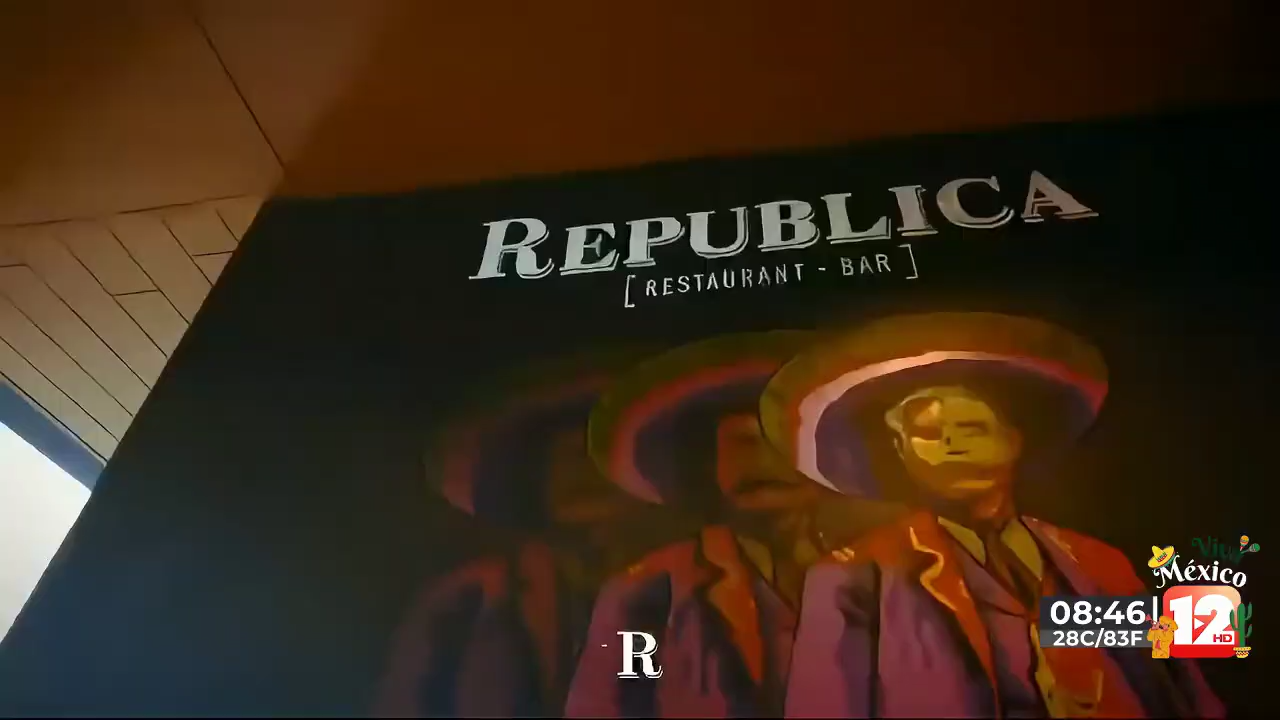 REPUBLICA
[ RESTAURANT - BAR ]
R
Viva
México
08:46
28C/83F
12
HD